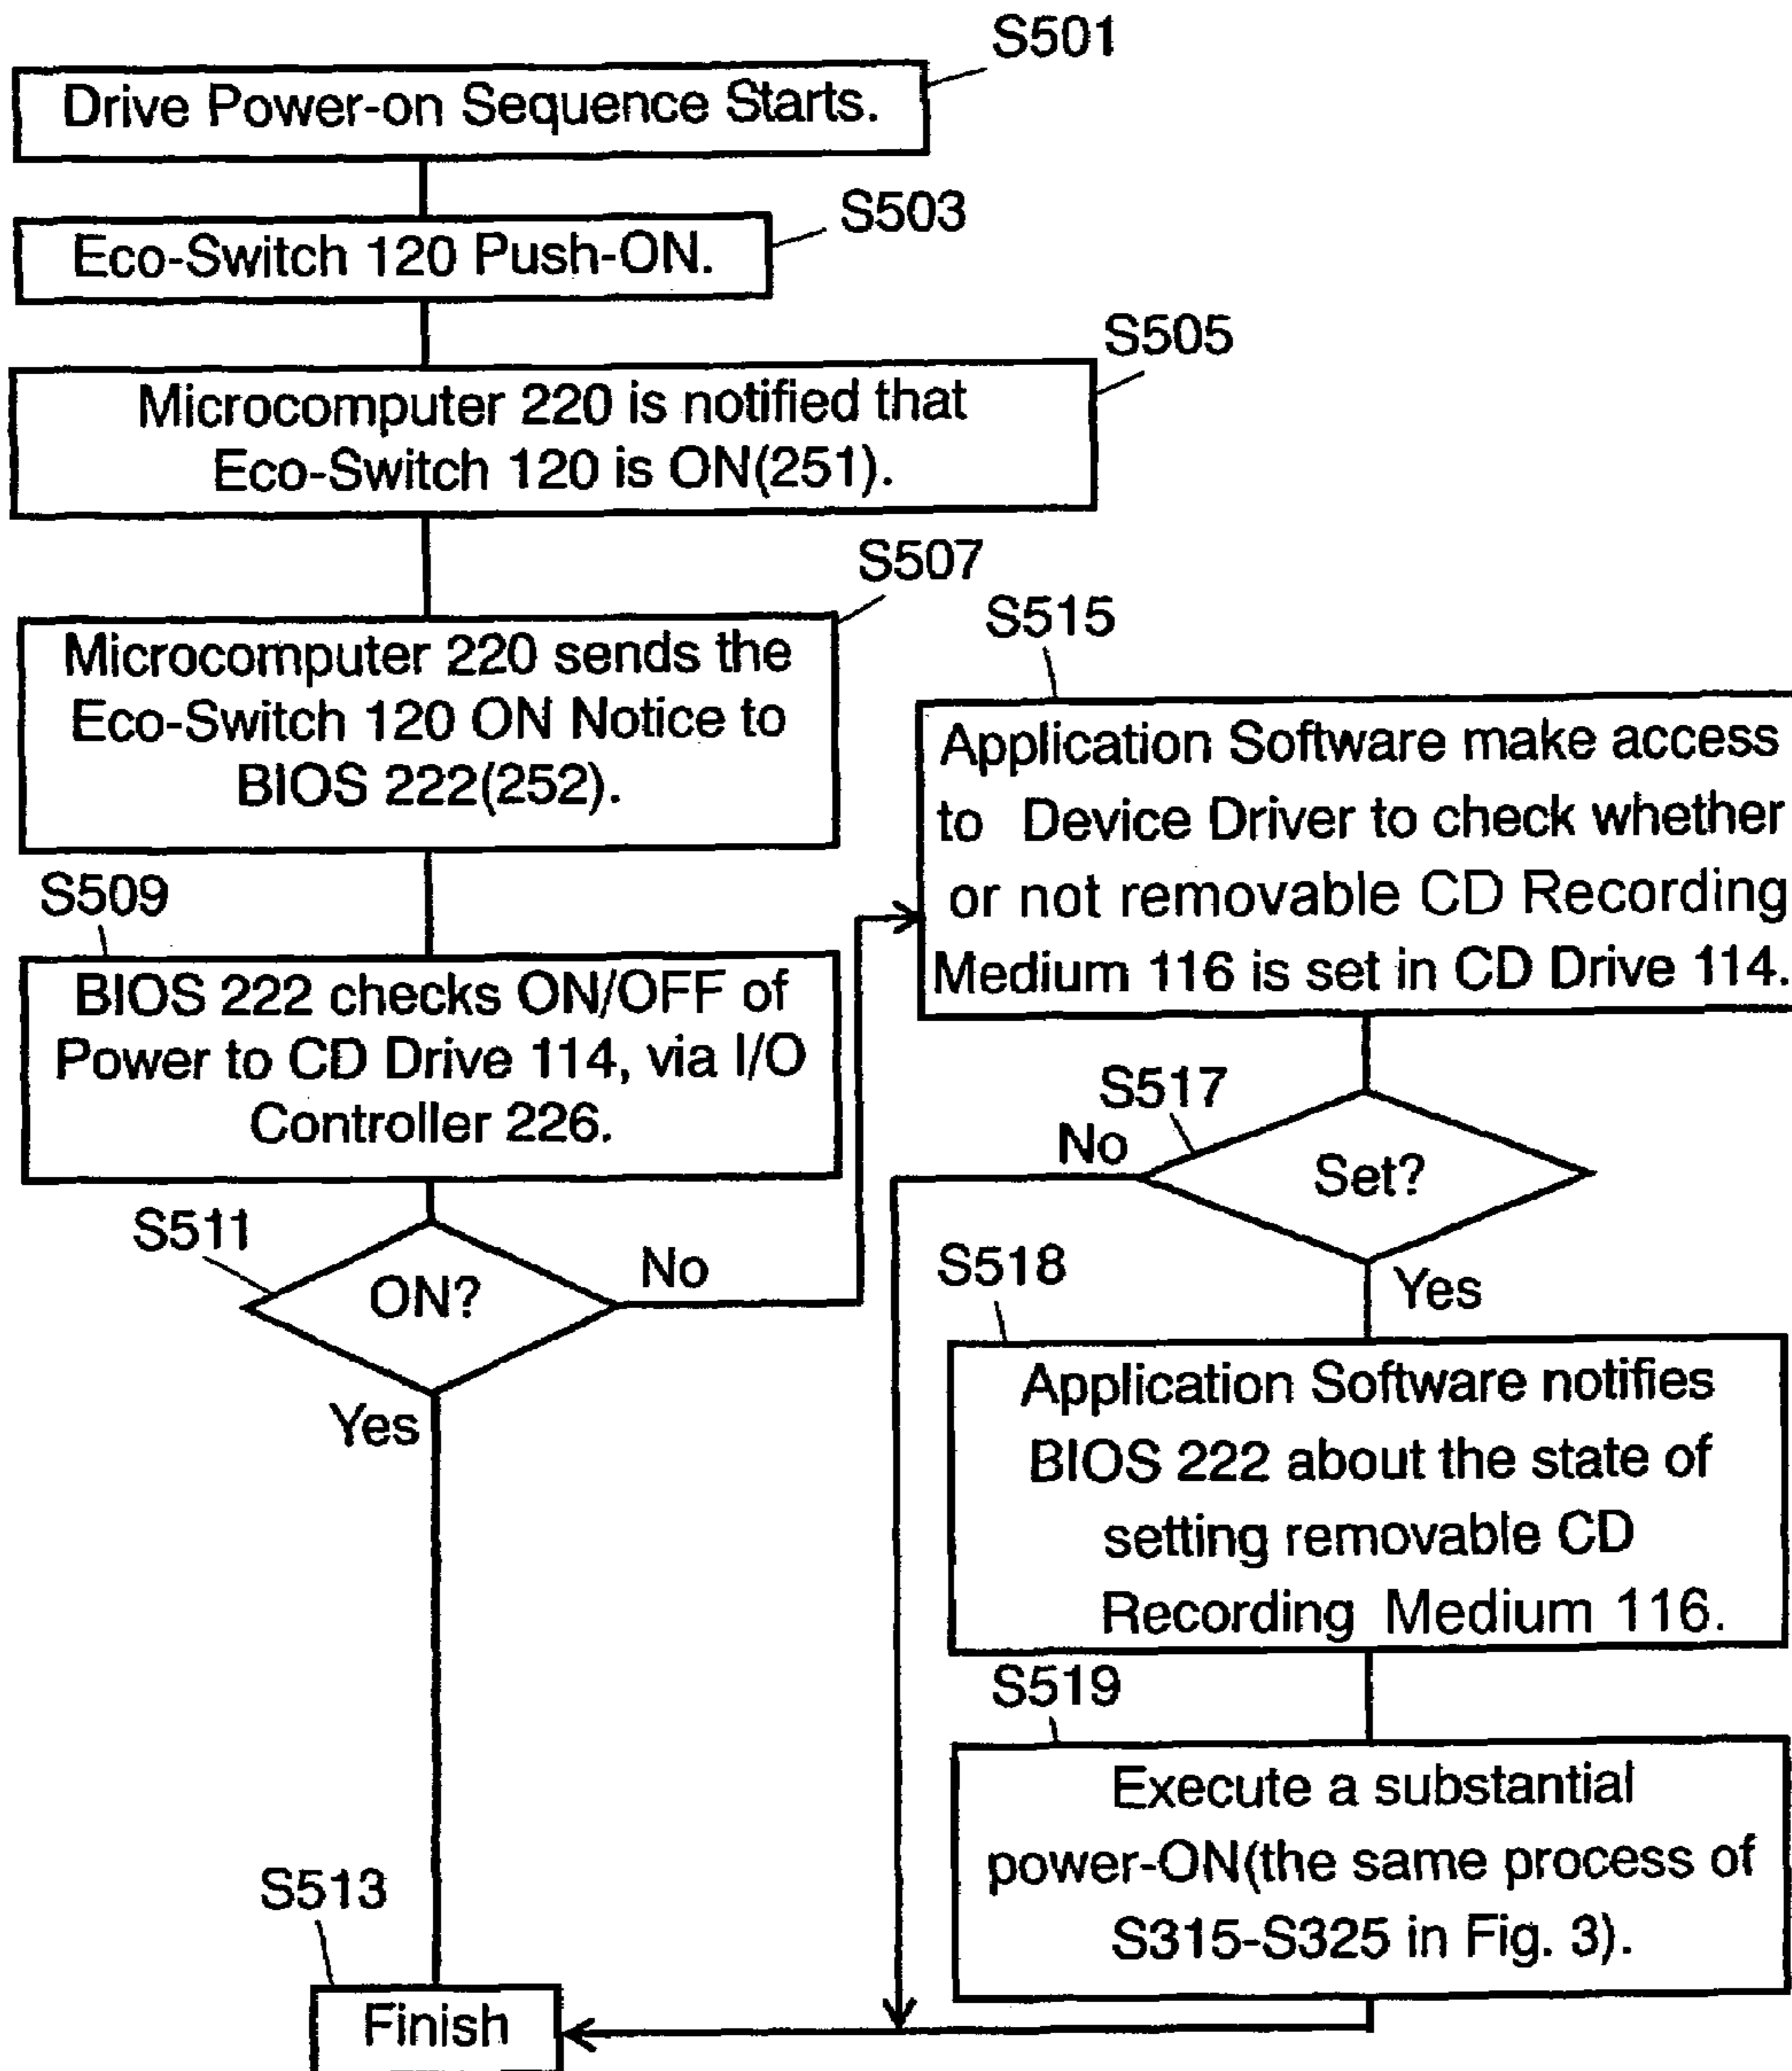 S501
Drive Power-on Sequence Starts.
S503
Eco-Switch 120 Push-ON.
S505
Microcomputer 220 is notified that
Eco-Switch 120 is ON(251).
S507
Microcomputer 220 sends the
Eco-Switch 120 ON Notice to
BIOS 222(252).
S509
BIOS 222 checks ON/OFF of
Power to CD Drive 114, via I/O
Controller 226.
S511
ON?
No
Yes
S515
Application Software make access
to Device Driver to check whether
or not removable CD Recording
Medium 116 is set in CD Drive 114.
S517
No
Set?
Yes
S518
Application Software notifies
BIOS 222 about the state of
setting removable CD
Recording Medium 116.
S519
Execute a substantial
power-ON(the same process of
S315-S325 in Fig. 3).
S513
Finish